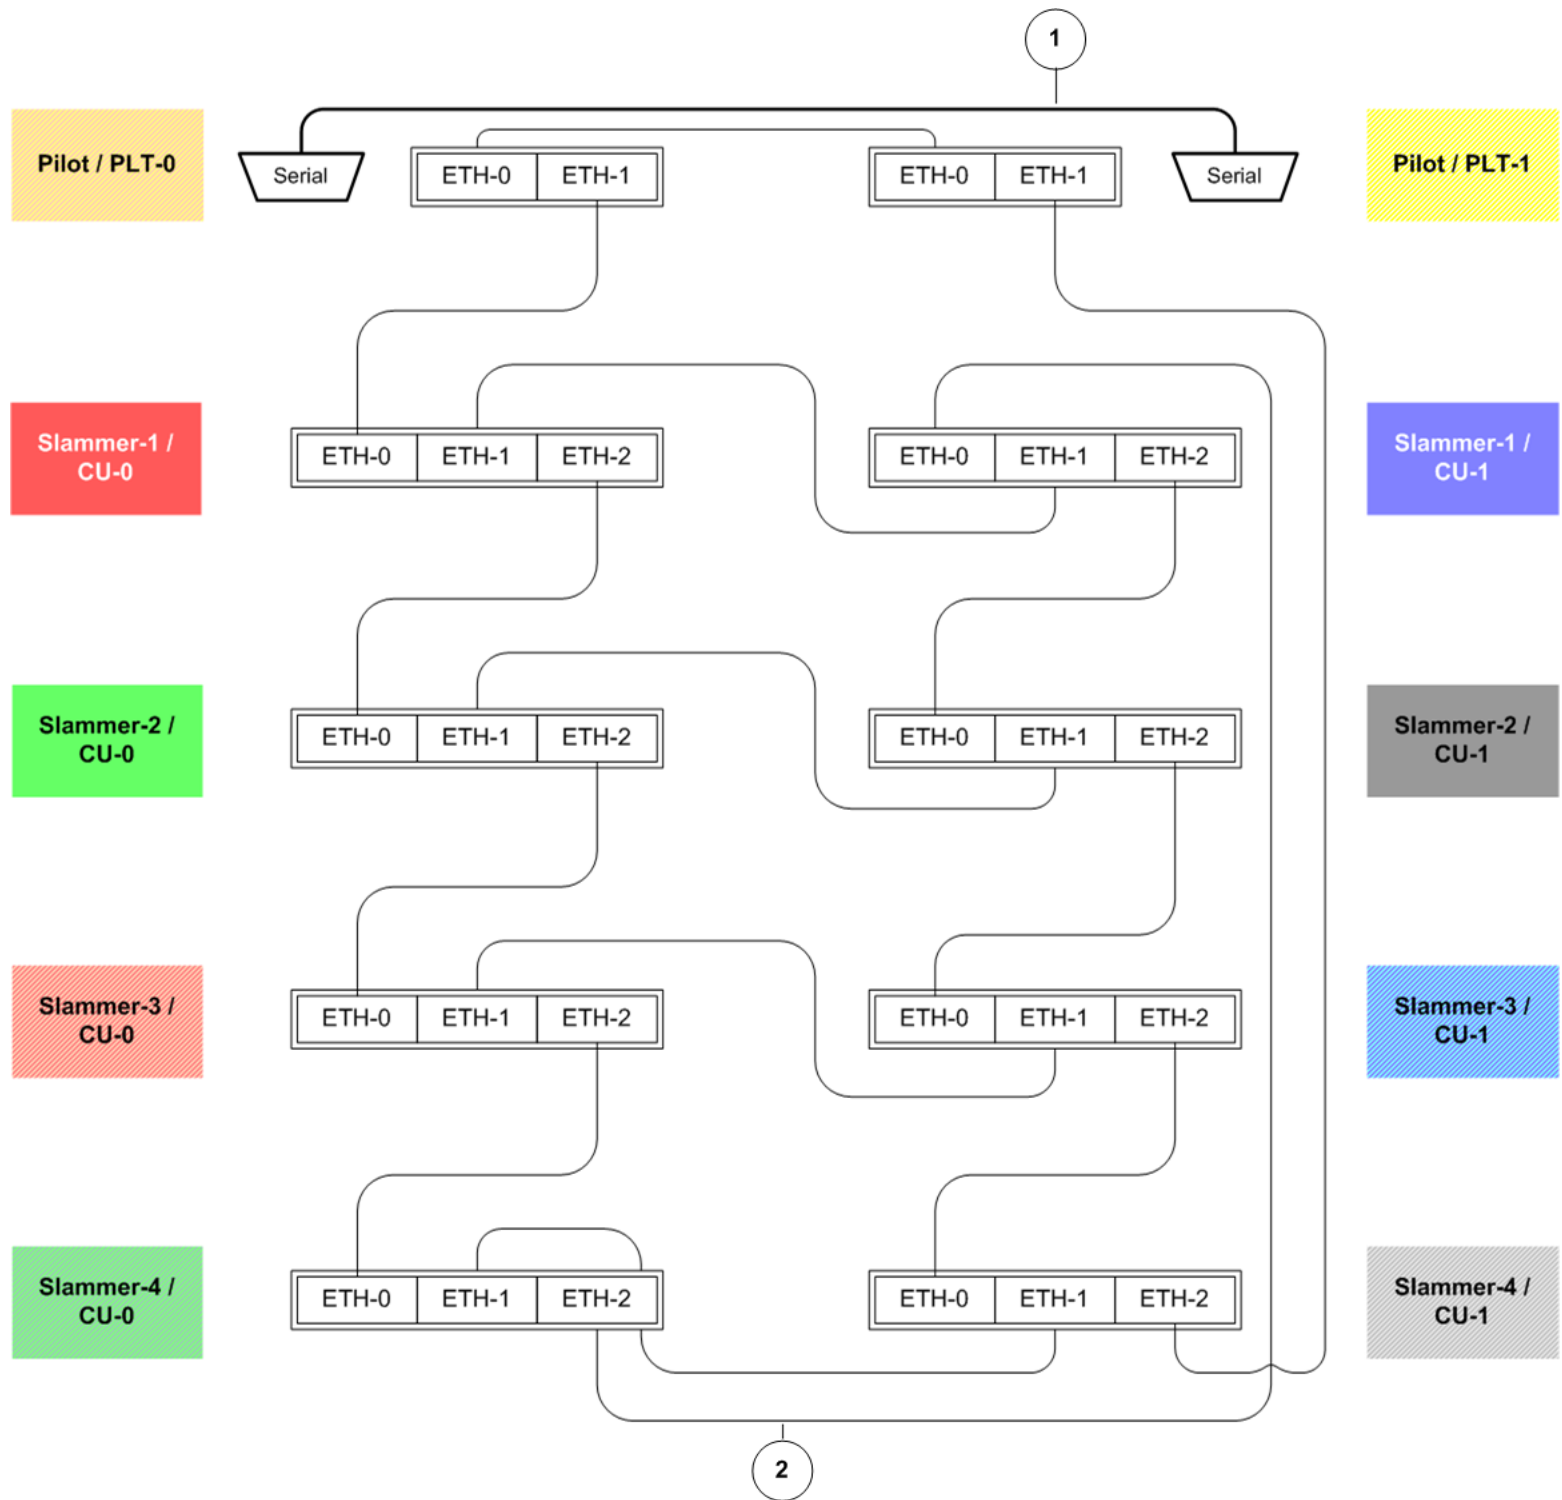 1
Pilot / PLT-0
Serial
ETH-0 ETH-1
ETH-0 ETH-1
Serial
Pilot / PLT-1
Slammer-1 /
CU-0
ETH-0 ETH-1 ETH-2
ETH-0 ETH-1 ETH-2
Slammer-1 /
CU-1
Slammer-2 /
CU-0
ETH-0 ETH-1 ETH-2
ETH-0 ETH-1 ETH-2
Slammer-2 /
CU-1
Slammer-3 /
CU-0
ETH-0 ETH-1 ETH-2
ETH-0 ETH-1 ETH-2
Slammer-3 /
CU-1
Slammer-4 /
CU-0
ETH-0 ETH-1 ETH-2
ETH-0 ETH-1 ETH-2
Slammer-4 /
CU-1
2